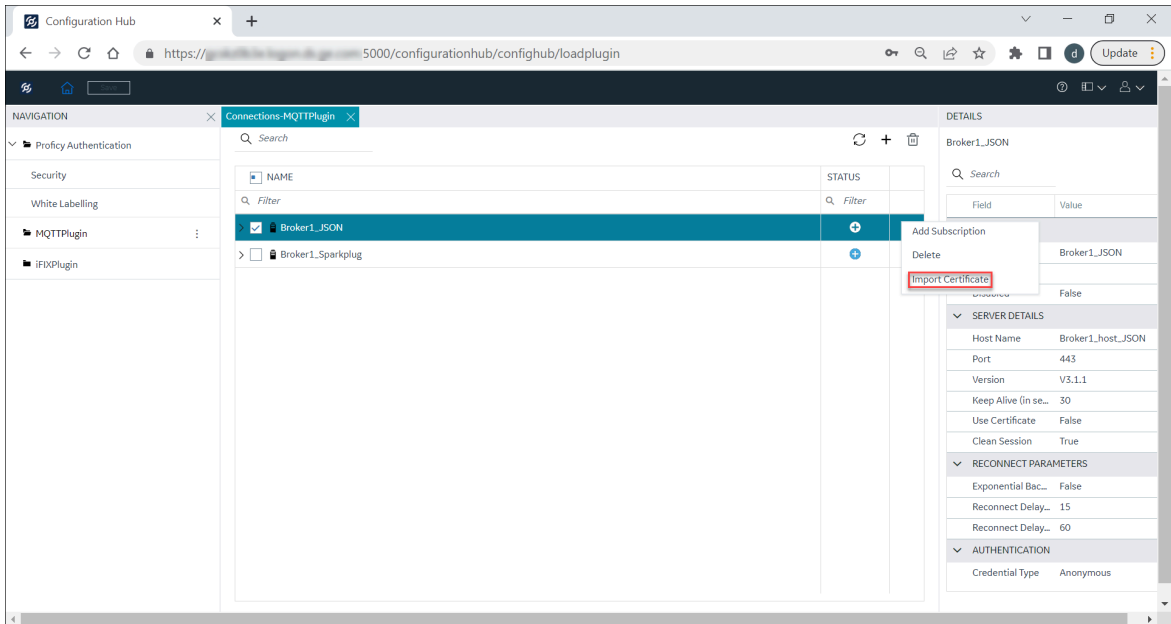 Configuration Hub
https:// 5000/configurationhub/confighub/loadplugin
d
Update
Save
NAVIGATION
Proficy Authentication
Security
White Labelling
MQTTPlugin
iFIXPlugin
Connections-MQTTPlugin
Search
NAME
STATUS
Filter
Filter
Broker1_JSON
Broker1_Sparkplug
Add Subscription
Delete
Import Certificate
DETAILS
Broker1_JSON
Search
Field Value
Broker1_JSON
Disabled False
SERVER DETAILS
Host Name Broker1_host_JSON
Port 443
Version V3.1.1
Keep Alive (in se... 30
Use Certificate False
Clean Session True
RECONNECT PARAMETERS
Exponential Bac... False
Reconnect Delay... 15
Reconnect Delay... 60
AUTHENTICATION
Credential Type Anonymous